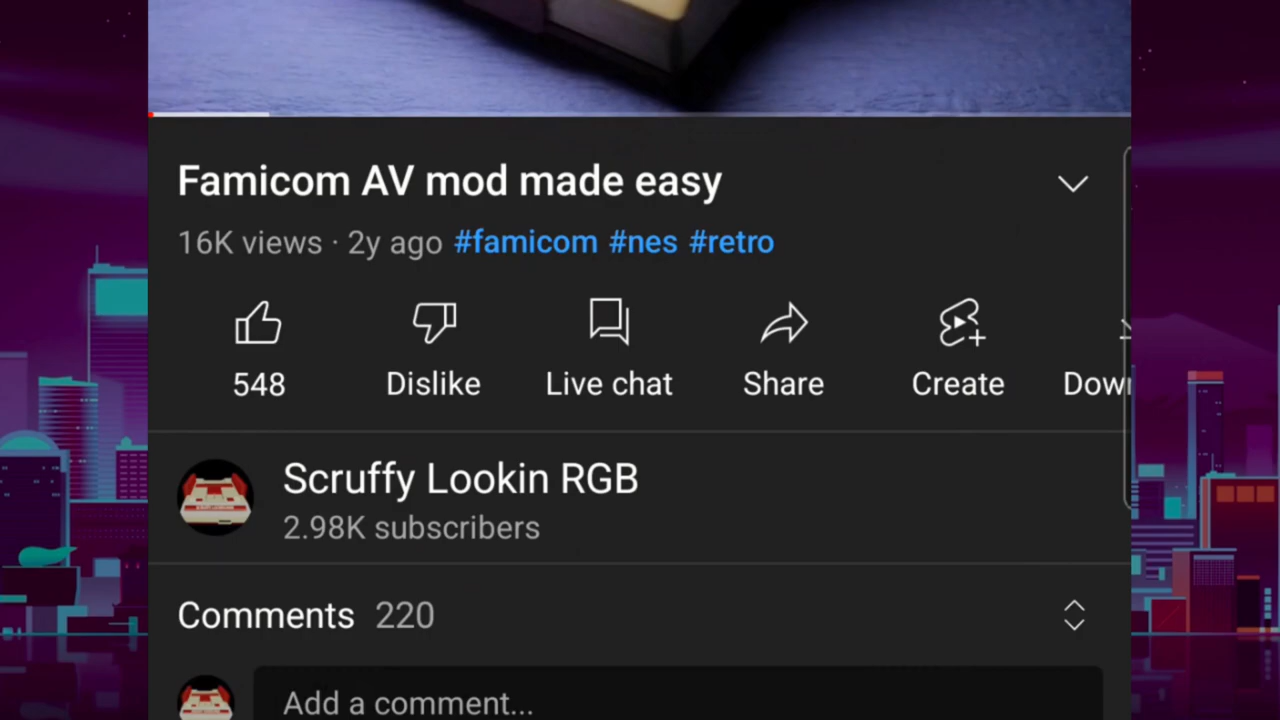 Famicom AV mod made easy
16K views · 2y ago #famicom #nes #retro
548 Dislike Live chat Share Create Down
Scruffy Lookin RGB
2.98K subscribers
Comments 220
Add a comment...